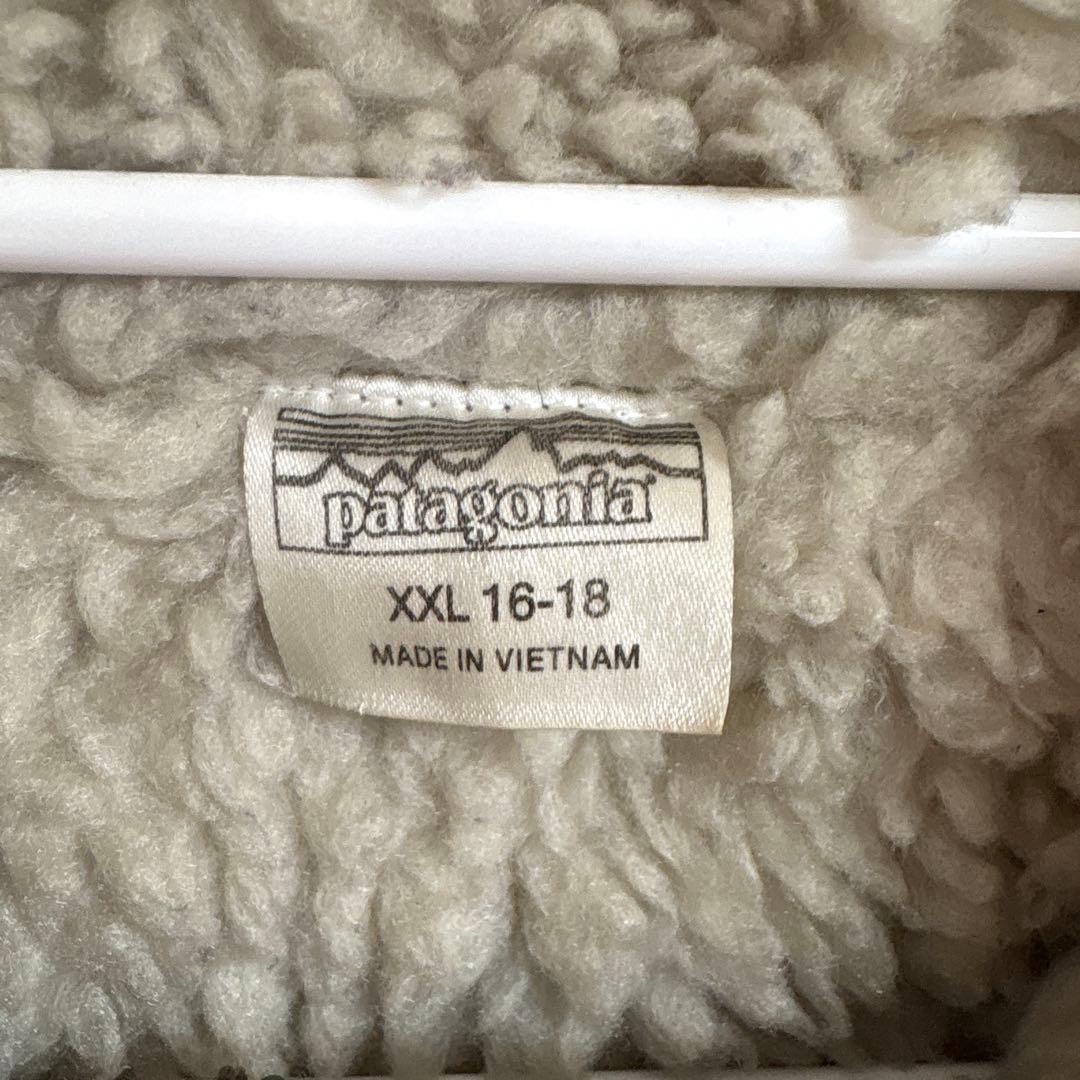 patagonia
XXL 16-18
MADE IN VIETNAM